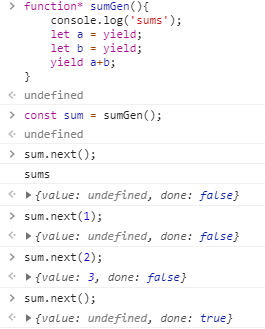 > function* sumGen(){
console.log('sums');
let a = yield;
let b = yield;
yield a+b;
}
< undefined
> const sum = sumGen();
< undefined
> sum.next();
sums
< ▶ {value: undefined, done: false}
> sum.next(1);
< ▶ {value: undefined, done: false}
> sum.next(2);
< ▶ {value: 3, done: false}
> sum.next();
< ▶ {value: undefined, done: true}